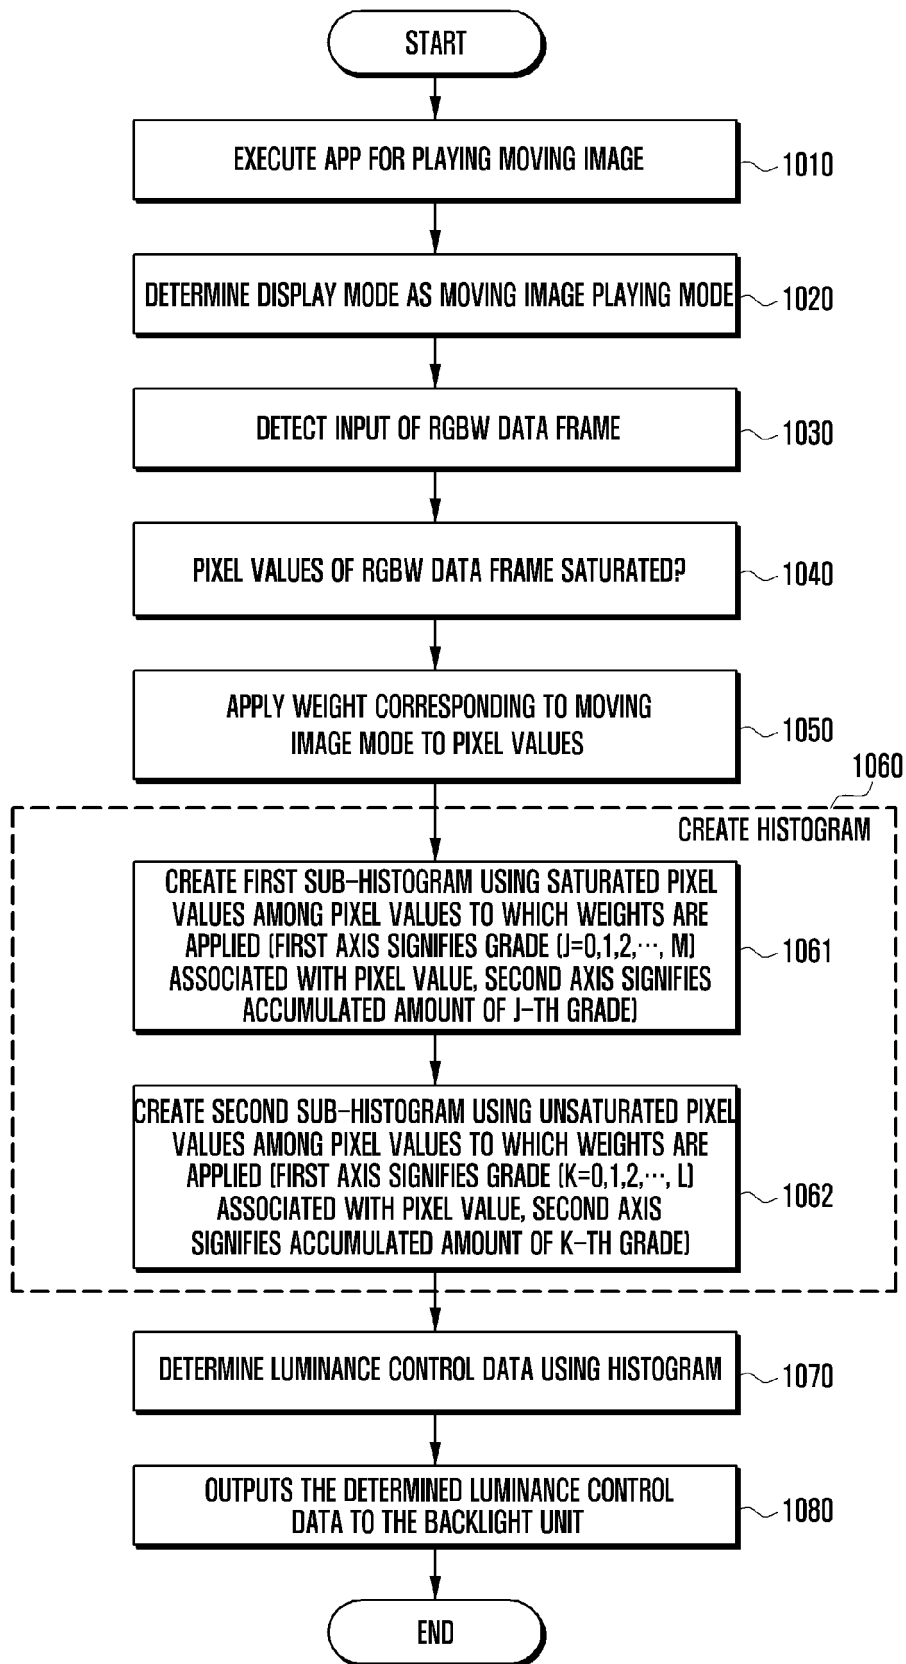 START
EXECUTE APP FOR PLAYING MOVING IMAGE
1010
DETERMINE DISPLAY MODE AS MOVING IMAGE PLAYING MODE
1020
DETECT INPUT OF RGBW DATA FRAME
1030
PIXEL VALUES OF RGBW DATA FRAME SATURATED?
1040
APPLY WEIGHT CORRESPONDING TO MOVING
IMAGE MODE TO PIXEL VALUES
1050
1060
CREATE HISTOGRAM
CREATE FIRST SUB-HISTOGRAM USING SATURATED PIXEL
VALUES AMONG PIXEL VALUES TO WHICH WEIGHTS ARE
APPLIED (FIRST AXIS SIGNIFIES GRADE (J=0,1,2,⋯, M)
ASSOCIATED WITH PIXEL VALUE, SECOND AXIS SIGNIFIES
ACCUMULATED AMOUNT OF J-TH GRADE)
1061
CREATE SECOND SUB-HISTOGRAM USING UNSATURATED PIXEL
VALUES AMONG PIXEL VALUES TO WHICH WEIGHTS ARE
APPLIED (FIRST AXIS SIGNIFIES GRADE (K=0,1,2,⋯, L)
ASSOCIATED WITH PIXEL VALUE, SECOND AXIS
SIGNIFIES ACCUMULATED AMOUNT OF K-TH GRADE)
1062
DETERMINE LUMINANCE CONTROL DATA USING HISTOGRAM
1070
OUTPUTS THE DETERMINED LUMINANCE CONTROL
DATA TO THE BACKLIGHT UNIT
1080
END